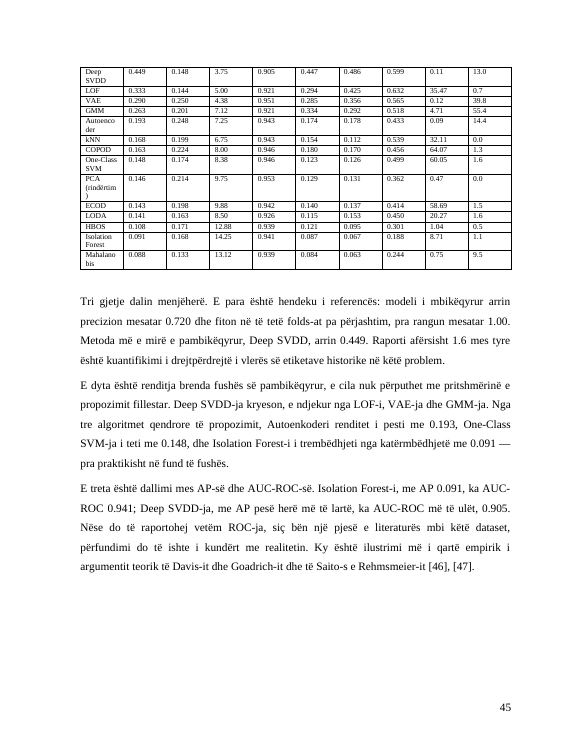 Deep SVDD 0.449 0.148 3.75 0.905 0.447 0.486 0.599 0.11 13.0
LOF 0.333 0.144 5.00 0.921 0.294 0.425 0.632 35.47 0.7
VAE 0.290 0.250 4.38 0.951 0.285 0.356 0.565 0.12 39.8
GMM 0.263 0.201 7.12 0.921 0.334 0.292 0.518 4.71 55.4
Autoenco der 0.193 0.248 7.25 0.943 0.174 0.178 0.433 0.09 14.4
kNN 0.168 0.199 6.75 0.943 0.154 0.112 0.539 32.11 0.0
COPOD 0.163 0.224 8.00 0.946 0.180 0.170 0.456 64.07 1.3
One-Class SVM 0.148 0.174 8.38 0.946 0.123 0.126 0.499 60.05 1.6
PCA (rindërtim ) 0.146 0.214 9.75 0.953 0.129 0.131 0.362 0.47 0.0
ECOD 0.143 0.198 9.88 0.942 0.140 0.137 0.414 58.69 1.5
LODA 0.141 0.163 8.50 0.926 0.115 0.153 0.450 20.27 1.6
HBOS 0.108 0.171 12.88 0.939 0.121 0.095 0.301 1.04 0.5
Isolation Forest 0.091 0.168 14.25 0.941 0.087 0.067 0.188 8.71 1.1
Mahalano bis 0.088 0.133 13.12 0.939 0.084 0.063 0.244 0.75 9.5
Tri gjetje dalin menjëherë. E para është hendeku i referencës: modeli i mbikëqyrur arrin
precizion mesatar 0.720 dhe fiton në të tetë folds-at pa përjashtim, pra rangun mesatar 1.00.
Metoda më e mirë e pambikëqyrur, Deep SVDD, arrin 0.449. Raporti afërsisht 1.6 mes tyre
është kuantifikimi i drejtpërdrejtë i vlerës së etiketave historike në këtë problem.
E dyta është renditja brenda fushës së pambikëqyrur, e cila nuk përputhet me pritshmërinë e
propozimit fillestar. Deep SVDD-ja kryeson, e ndjekur nga LOF-i, VAE-ja dhe GMM-ja. Nga
tre algoritmet qendrore të propozimit, Autoenkoderi renditet i pesti me 0.193, One-Class
SVM-ja i teti me 0.148, dhe Isolation Forest-i i trembëdhjeti nga katërmbëdhjetë me 0.091 —
pra praktikisht në fund të fushës.
E treta është dallimi mes AP-së dhe AUC-ROC-së. Isolation Forest-i, me AP 0.091, ka AUC-
ROC 0.941; Deep SVDD-ja, me AP pesë herë më të lartë, ka AUC-ROC më të ulët, 0.905.
Nëse do të raportohej vetëm ROC-ja, siç bën një pjesë e literaturës mbi këtë dataset,
përfundimi do të ishte i kundërt me realitetin. Ky është ilustrimi më i qartë empirik i
argumentit teorik të Davis-it dhe Goadrich-it dhe të Saito-s e Rehmsmeier-it [46], [47].
45